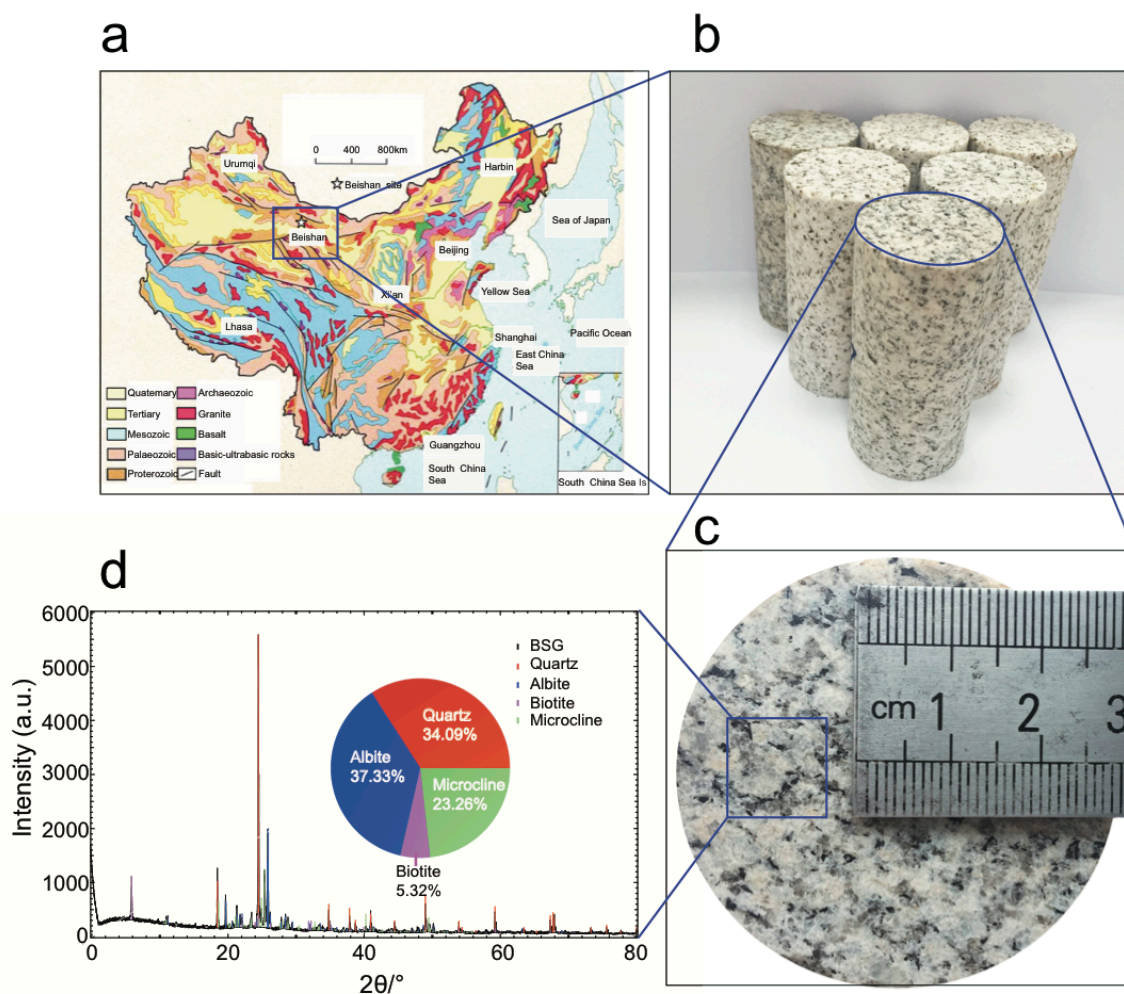 a
b
0 400 800km
Urumqi
Harbin
Beishan site
Sea of Japan
Beishan
Beijing
Xi'an
Yellow Sea
Lhasa
Shanghai
Pacific Ocean
East China
Sea
Quaternary
Archaeozoic
Tertiary
Granite
Mesozoic
Basalt
Palaeozoic
Basic-ultrabasic rocks
Proterozoic
Fault
Guangzhou
South China
Sea
South China Sea Is
c
cm 1 2 3
d
6000
5000
4000
3000
2000
1000
0
Intensity (a.u.)
BSG
Quartz
Albite
Biotite
Microcline
Quartz
34.09%
Albite
37.33%
Microcline
23.26%
Biotite
5.32%
0 20 40 60 80
2θ/°